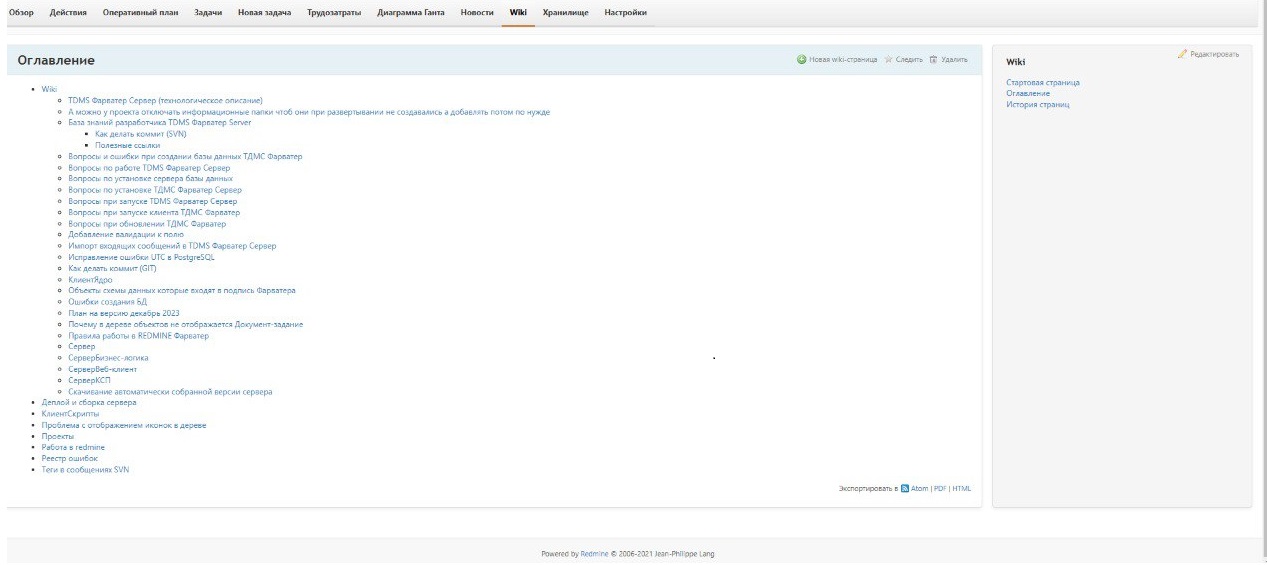 Обзор Действия Оперативный план Задачи Новая задача Трудозатраты Диаграмма Ганта Новости Wiki Хранилище Настройки
Оглавление
Новая wiki-страница Следить Удалить
Wiki
TDMS Фарватер Сервер (технологическое описание)
А можно у проекта отключать информационные папки чтоб они при развертывании не создавались а добавлять потом по нужде
База знаний разработчика TDMS Фарватер Server
Как делать коммит (SVN)
Полезные ссылки
Вопросы и ошибки при создании базы данных ТДМС Фарватер
Вопросы по работе TDMS Фарватер Сервер
Вопросы по установке сервера базы данных
Вопросы по установке ТДМС Фарватер Сервер
Вопросы при запуске TDMS Фарватер Сервер
Вопросы при запуске клиента ТДМС Фарватер
Вопросы при обновлении ТДМС Фарватер
Добавление валидации к полю
Импорт входящих сообщений в TDMS Фарватер Сервер
Исправление ошибки UTC в PostgreSQL
Как делать коммит (GIT)
КлиентЯдро
Объекты схемы данных которые входят в подпись Фарватера
Ошибки создания БД
План на версию декабрь 2023
Почему в дереве объектов не отображается Документ-задание
Правила работы в REDMINE Фарватер
Сервер
СерверБизнес-логика
СерверВеб-клиент
СерверКСП
Скачивание автоматически собранной версии сервера
Деплой и сборка сервера
КлиентСкрипты
Проблема с отображением иконок в дереве
Проекты
Работа в redmine
Реестр ошибок
Теги в сообщениях SVN
Экспортировать в Atom | PDF | HTML
Редактировать
Wiki
Стартовая страница
Оглавление
История страниц
Powered by Redmine © 2006-2021 Jean-Philippe Lang